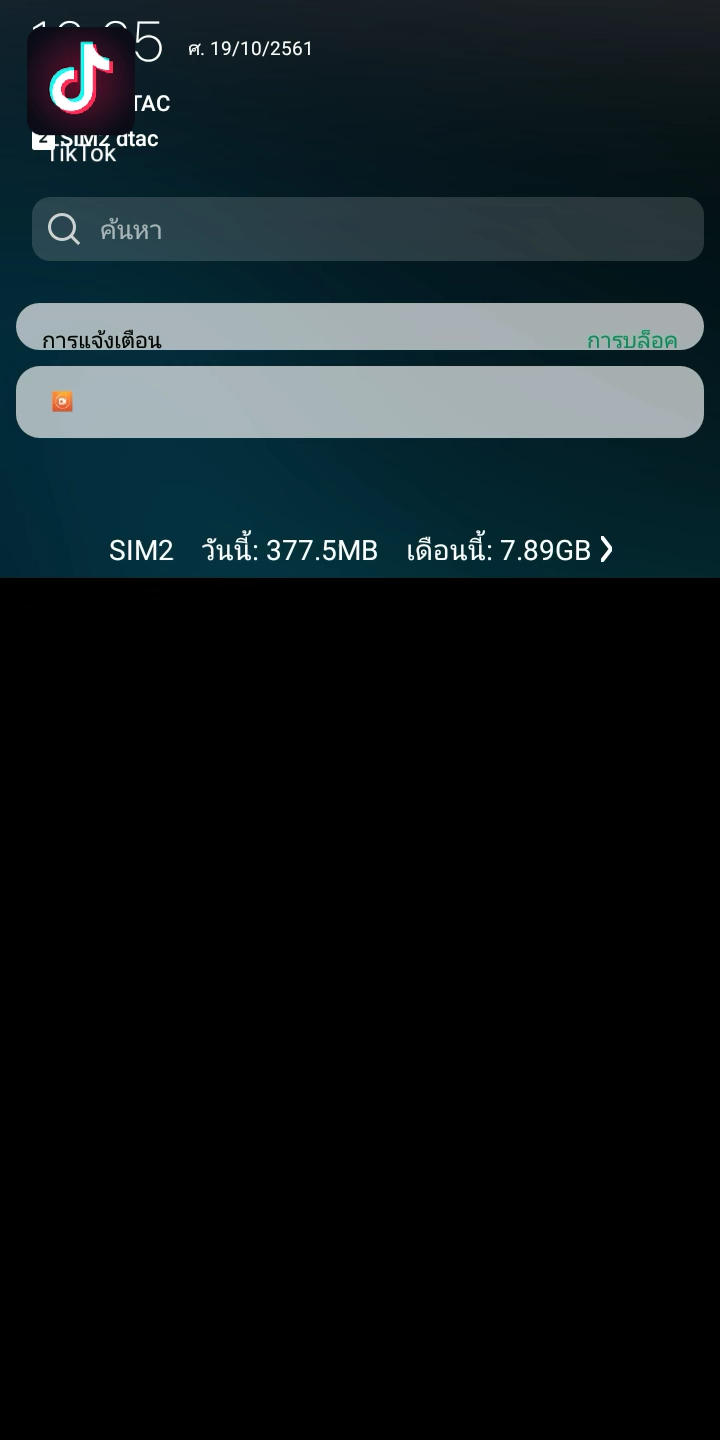 ศ. 19/10/2561
TAC
SIM2 dtac
TikTok
ค้นหา
การแจ้งเตือน การบล็อค
SIM2 วันนี้: 377.5MB เดือนนี้: 7.89GB